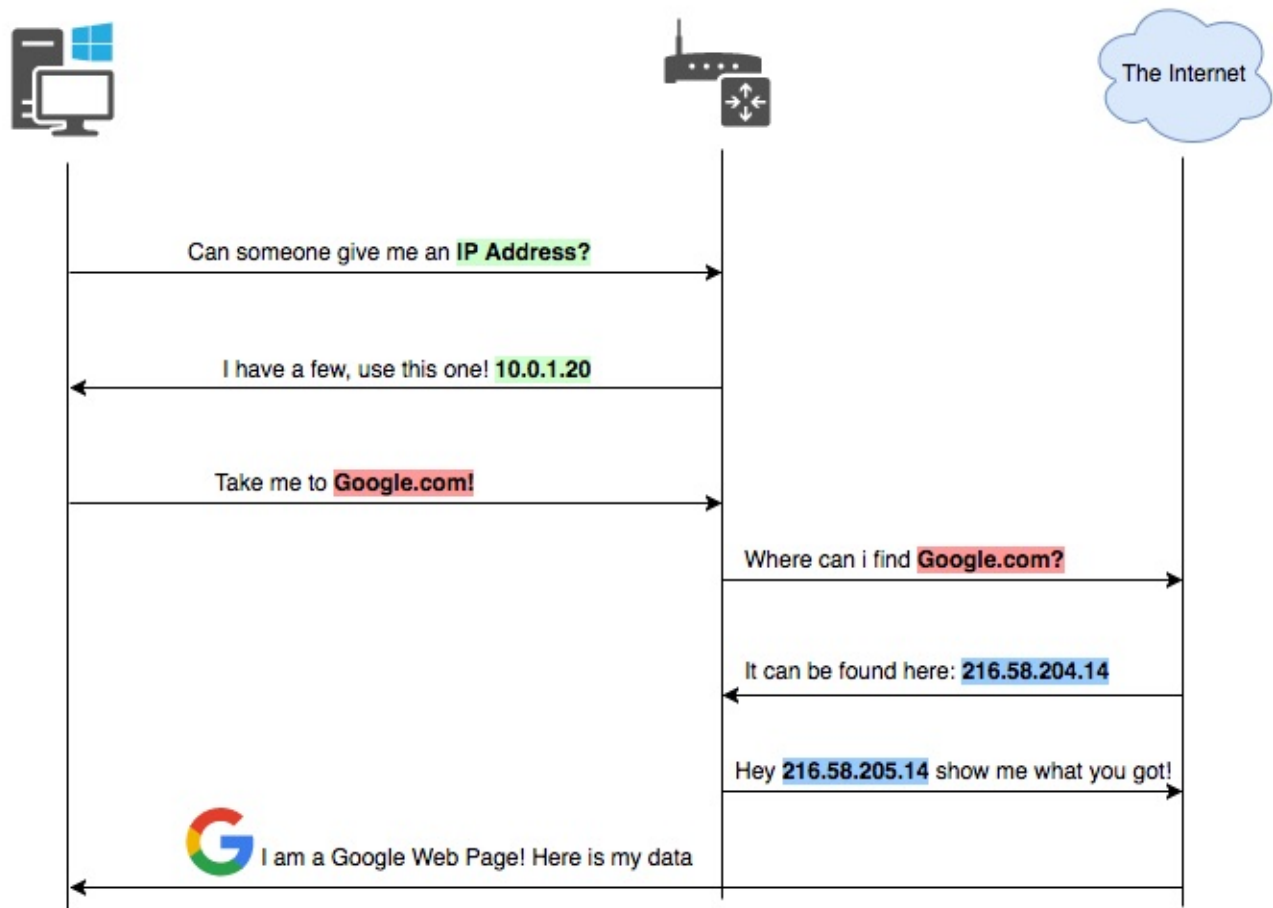 The Internet
Can someone give me an IP Address?
I have a few, use this one! 10.0.1.20
Take me to Google.com!
Where can i find Google.com?
It can be found here: 216.58.204.14
Hey 216.58.205.14 show me what you got!
I am a Google Web Page! Here is my data